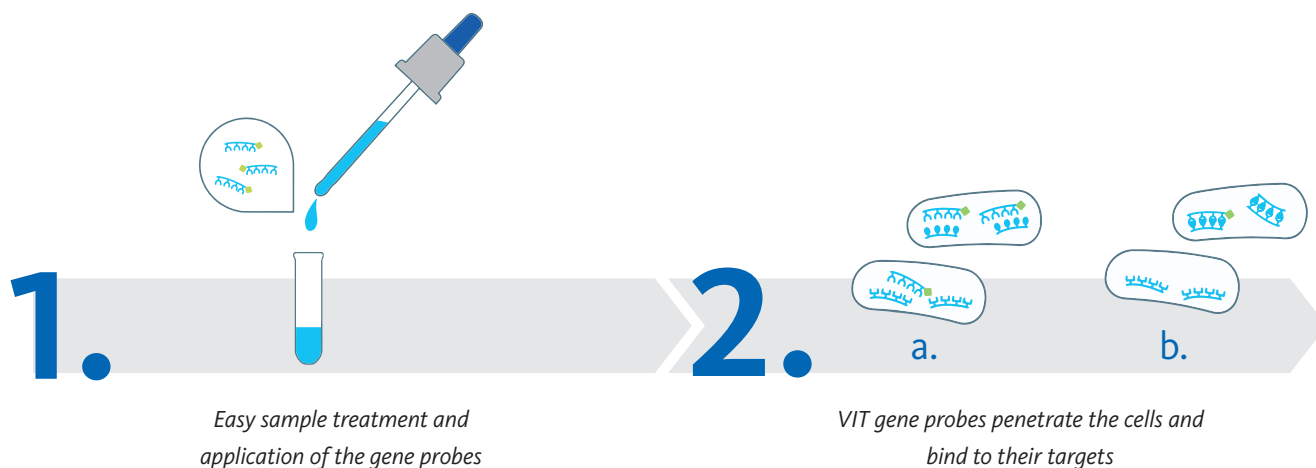 1.
Easy sample treatment and
application of the gene probes
2.
a.
b.
VIT gene probes penetrate the cells and
bind to their targets